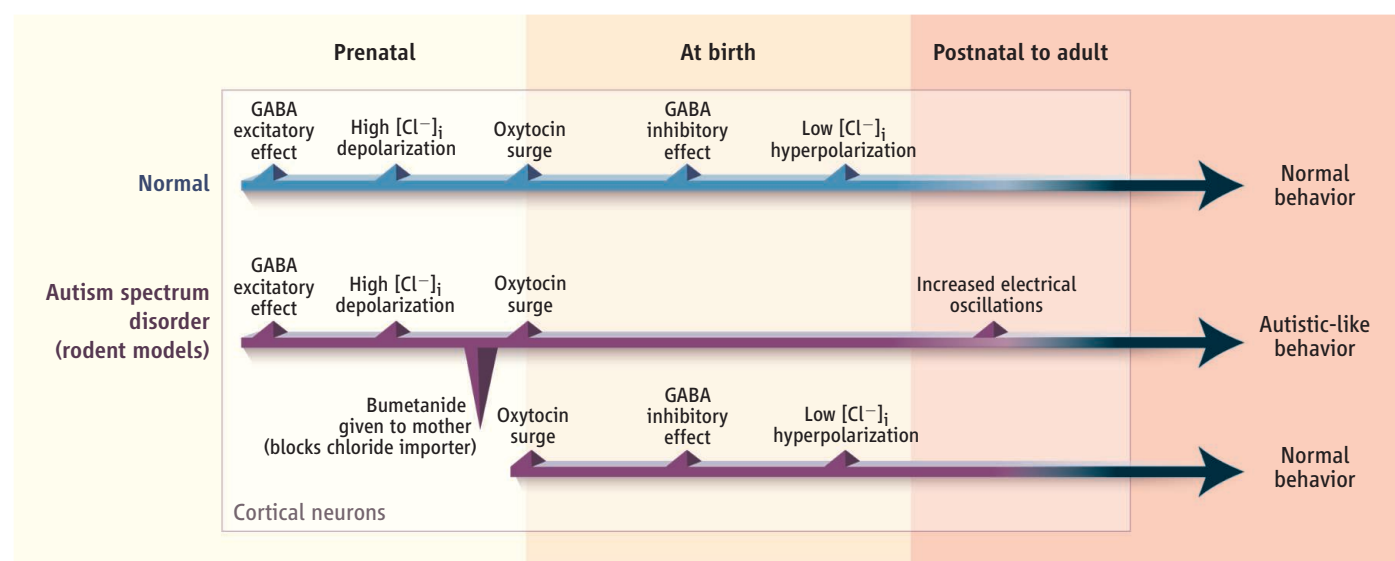 Prenatal
At birth
Postnatal to adult
GABA
excitatory
effect
High [Cl⁻]ᵢ
depolarization
Oxytocin
surge
GABA
inhibitory
effect
Low [Cl⁻]ᵢ
hyperpolarization
Normal
Normal
behavior
GABA
excitatory
effect
High [Cl⁻]ᵢ
depolarization
Oxytocin
surge
Increased electrical
oscillations
Autism spectrum
disorder
(rodent models)
Autistic-like
behavior
Bumetanide
given to mother
(blocks chloride importer)
Oxytocin
surge
GABA
inhibitory
effect
Low [Cl⁻]ᵢ
hyperpolarization
Normal
behavior
Cortical neurons